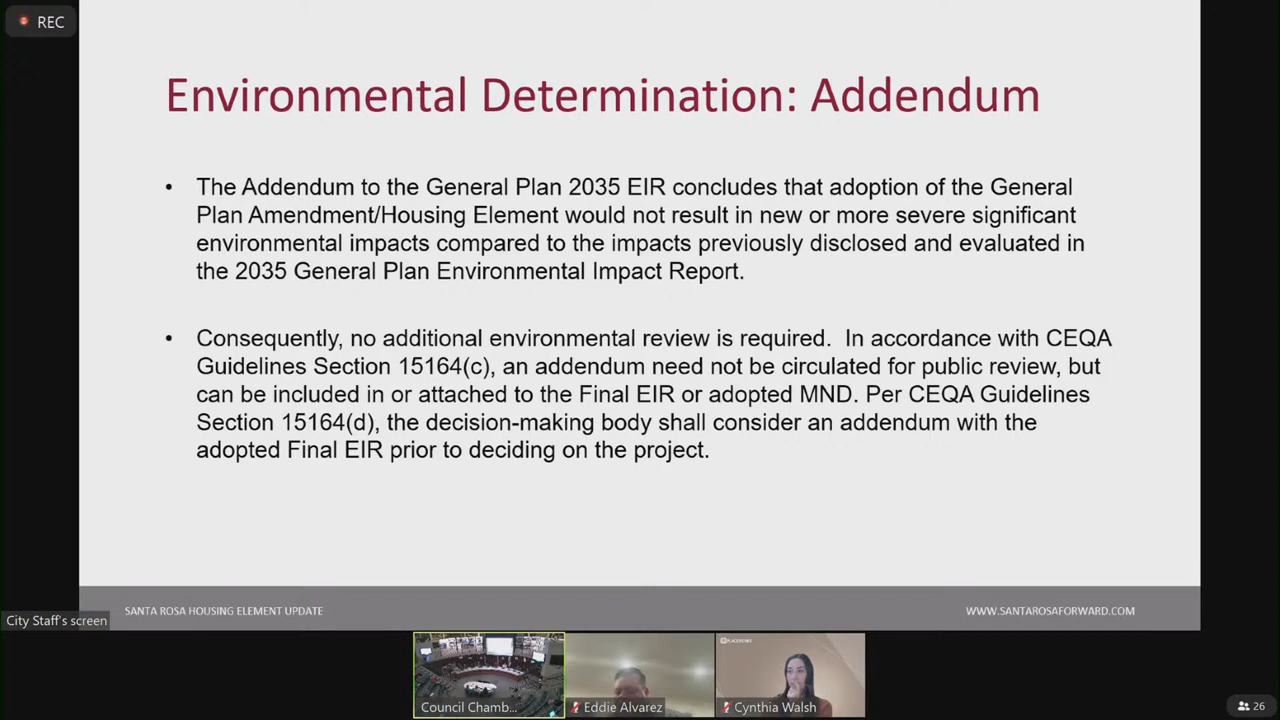 REC
Environmental Determination: Addendum
• The Addendum to the General Plan 2035 EIR concludes that adoption of the General
Plan Amendment/Housing Element would not result in new or more severe significant
environmental impacts compared to the impacts previously disclosed and evaluated in
the 2035 General Plan Environmental Impact Report.
• Consequently, no additional environmental review is required.  In accordance with CEQA
Guidelines Section 15164(c), an addendum need not be circulated for public review, but
can be included in or attached to the Final EIR or adopted MND. Per CEQA Guidelines
Section 15164(d), the decision-making body shall consider an addendum with the
adopted Final EIR prior to deciding on the project.
SANTA ROSA HOUSING ELEMENT UPDATE
WWW.SANTAROSAFORWARD.COM
City Staff's screen
PLACEWORKS
Council Chamb...
Eddie Alvarez
Cynthia Walsh
26